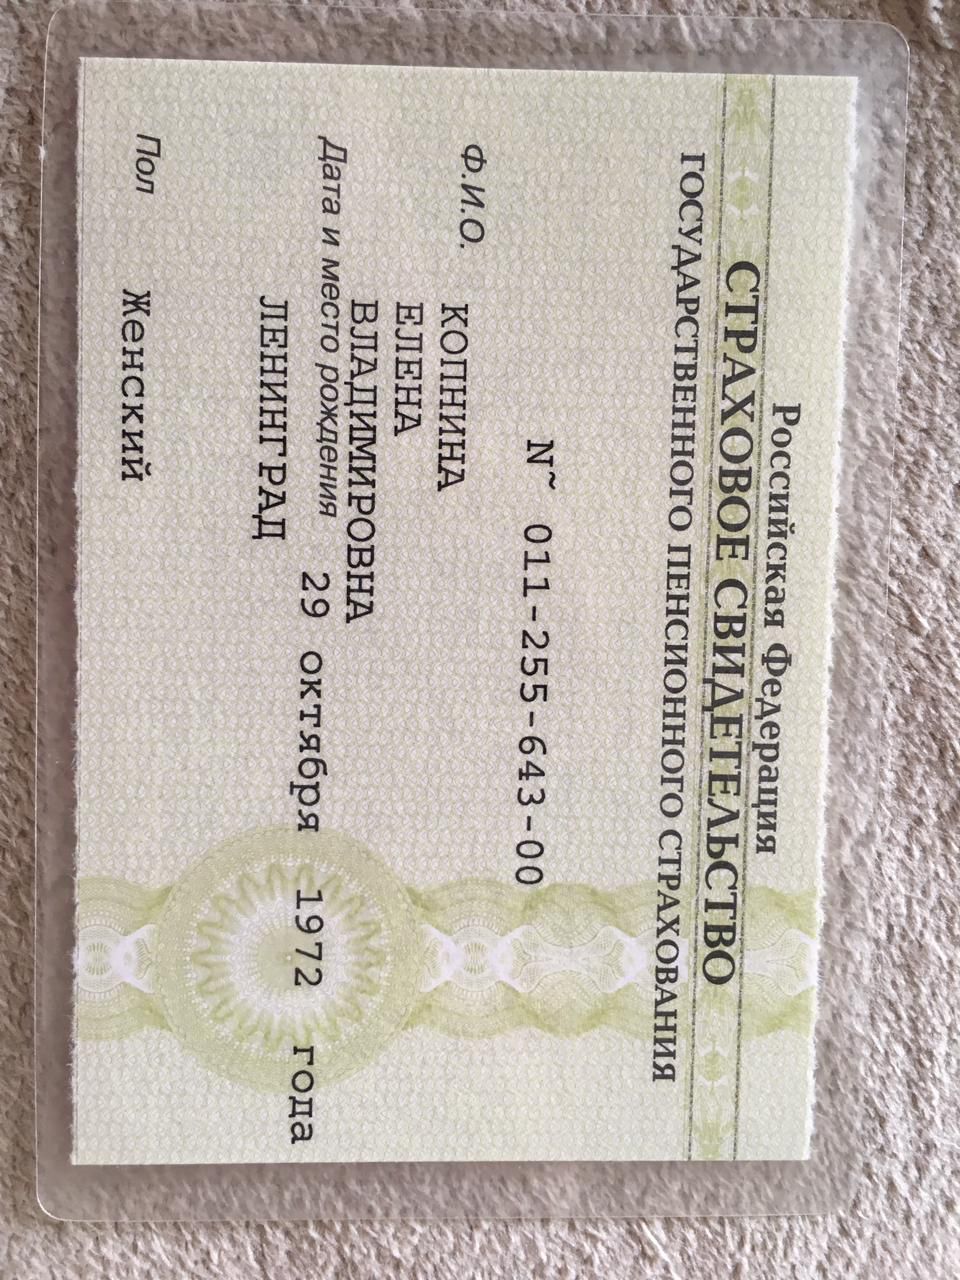 Российская Федерация
СТРАХОВОЕ СВИДЕТЕЛЬСТВО
ГОСУДАРСТВЕННОГО ПЕНСИОННОГО СТРАХОВАНИЯ
N~ 011-255-643-00
Ф.И.О.
КОПНИНА
ЕЛЕНА
ВЛАДИМИРОВНА
Дата и место рождения 29 октября 1972 года
ЛЕНИНГРАД
Пол Женский